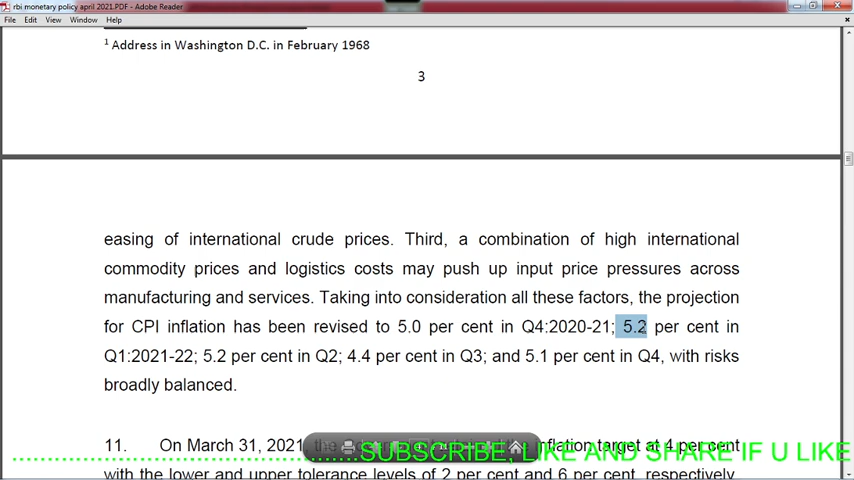 rbi monetary policy april 2021.PDF - Adobe Reader
File Edit View Window Help
1 Address in Washington D.C. in February 1968
3
easing of international crude prices. Third, a combination of high international
commodity prices and logistics costs may push up input price pressures across
manufacturing and services. Taking into consideration all these factors, the projection
for CPI inflation has been revised to 5.0 per cent in Q4:2020-21; 5.2 per cent in
Q1:2021-22; 5.2 per cent in Q2; 4.4 per cent in Q3; and 5.1 per cent in Q4, with risks
broadly balanced.
11. On March 31, 2021, the inflation target at 4 per cent
SUBSCRIBE, LIKE AND SHARE IF U LIKE
with the lower and upper tolerance levels of 2 per cent and 6 per cent, respectively,